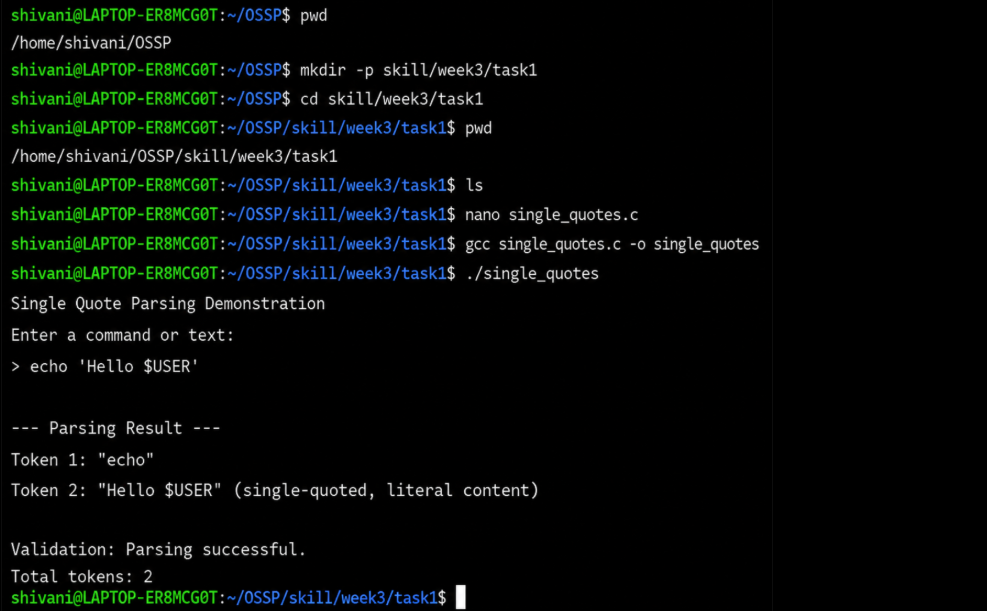 shivani@LAPTOP-ER8MCG0T:~/OSSP$ pwd
/home/shivani/OSSP
shivani@LAPTOP-ER8MCG0T:~/OSSP$ mkdir -p skill/week3/task1
shivani@LAPTOP-ER8MCG0T:~/OSSP$ cd skill/week3/task1
shivani@LAPTOP-ER8MCG0T:~/OSSP/skill/week3/task1$ pwd
/home/shivani/OSSP/skill/week3/task1
shivani@LAPTOP-ER8MCG0T:~/OSSP/skill/week3/task1$ ls
shivani@LAPTOP-ER8MCG0T:~/OSSP/skill/week3/task1$ nano single_quotes.c
shivani@LAPTOP-ER8MCG0T:~/OSSP/skill/week3/task1$ gcc single_quotes.c -o single_quotes
shivani@LAPTOP-ER8MCG0T:~/OSSP/skill/week3/task1$ ./single_quotes
Single Quote Parsing Demonstration
Enter a command or text:
> echo 'Hello $USER'
--- Parsing Result ---
Token 1: "echo"
Token 2: "Hello $USER" (single-quoted, literal content)
Validation: Parsing successful.
Total tokens: 2
shivani@LAPTOP-ER8MCG0T:~/OSSP/skill/week3/task1$